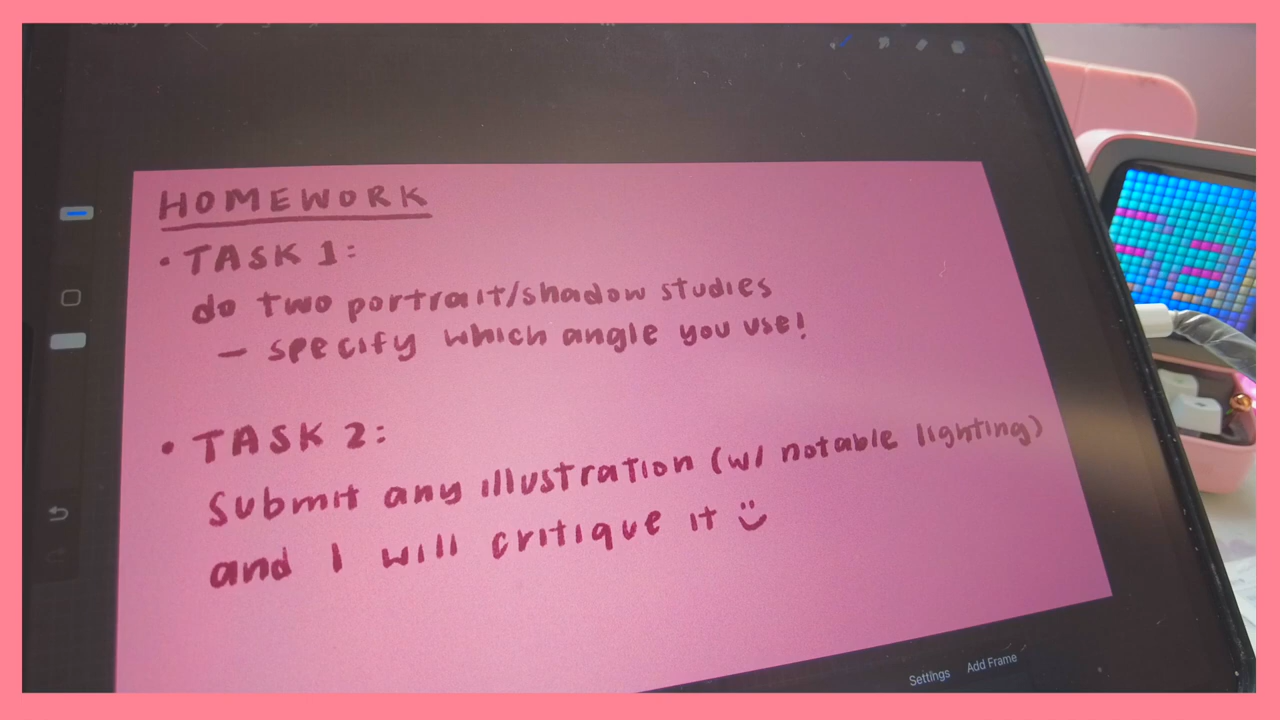 HOMEWORK
• TASK 1:
do two portrait/shadow studies
– specify which angle you use!
• TASK 2:
Submit any illustration (w/ notable lighting)
and I will critique it :)
Settings Add Frame